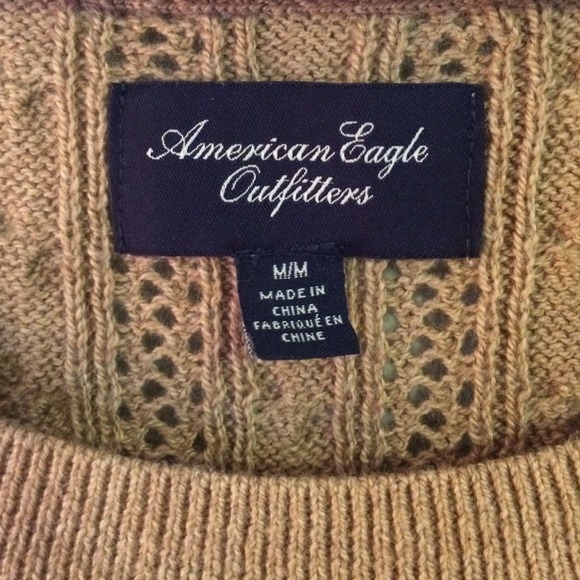 American Eagle
Outfitters
M/M
MADE IN
CHINA
FABRIQUÉ EN
CHINE